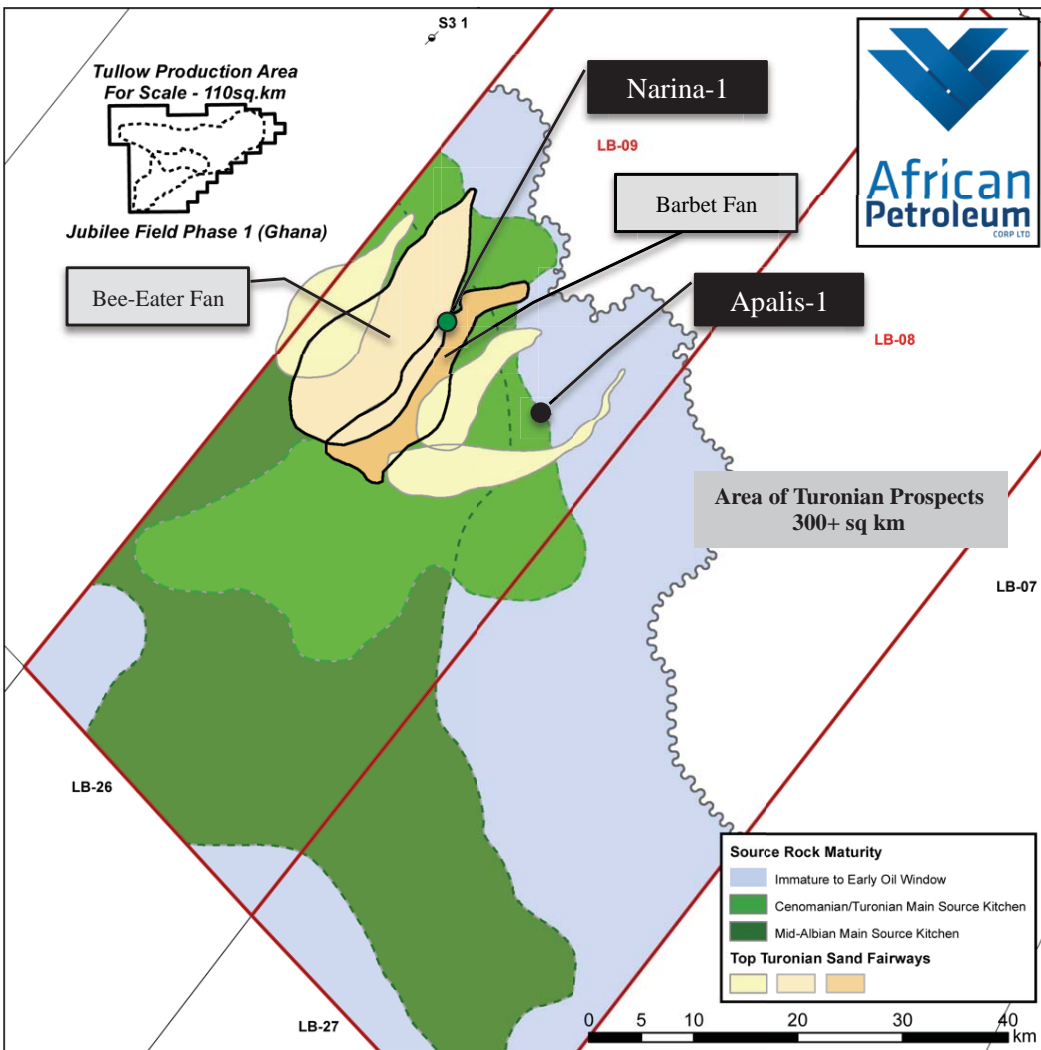 S3 1
Tullow Production Area
For Scale - 110sq.km
Jubilee Field Phase 1 (Ghana)
Narina-1
LB-09
African
Petroleum
CORP LTD
Barbet Fan
Bee-Eater Fan
Apalis-1
LB-08
Area of Turonian Prospects
300+ sq km
LB-07
LB-26
LB-27
Source Rock Maturity
Immature to Early Oil Window
Cenomanian/Turonian Main Source Kitchen
Mid-Albian Main Source Kitchen
Top Turonian Sand Fairways
0 5 10 20 30 40
km